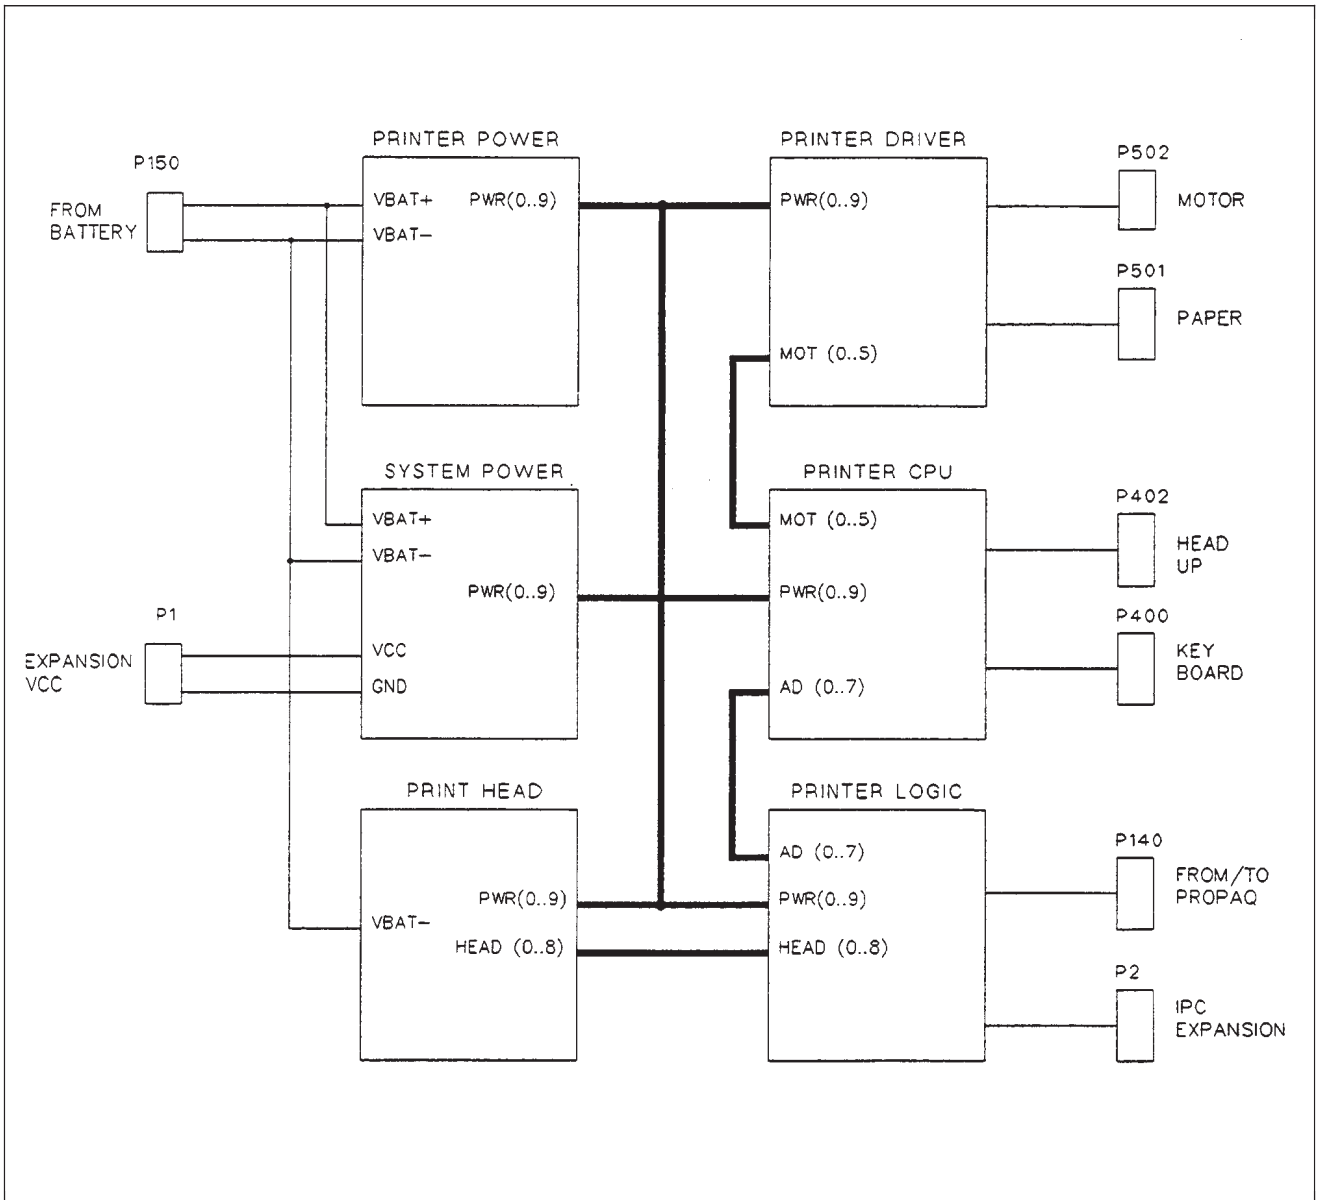 PRINTER POWER
PRINTER DRIVER
P150
P502
FROM
BATTERY
VBAT+
PWR(0..9)
VBAT-
PWR(0..9)
MOTOR
P501
PAPER
MOT (0..5)
SYSTEM POWER
PRINTER CPU
P402
VBAT+
VBAT-
PWR(0..9)
MOT (0..5)
HEAD
UP
PWR(0..9)
P1
P400
EXPANSION
VCC
VCC
GND
AD (0..7)
KEY
BOARD
PRINT HEAD
PRINTER LOGIC
P140
AD (0..7)
FROM/TO
PROPAQ
PWR(0..9)
PWR(0..9)
VBAT-
HEAD (0..8)
HEAD (0..8)
P2
IPC
EXPANSION